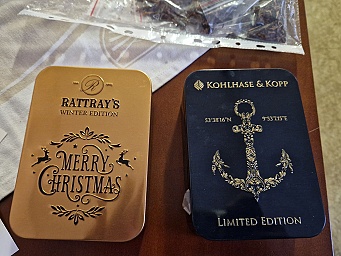 R
RATTRAY'S
WINTER EDITION
MERRY
CHRISTMAS
KOHLHASE & KOPP
LIMITED EDITION